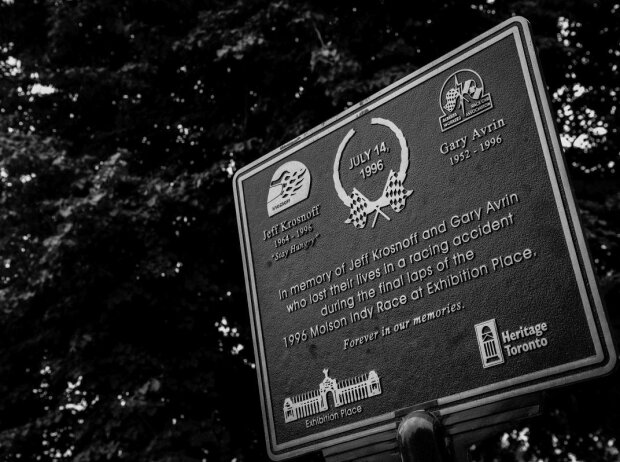 JULY 14,
1996
Jeff Krosnoff
1964 - 1996
"Stay Hungry"
Gary Avrin
1952 - 1996
In memory of Jeff Krosnoff and Gary Avrin
who lost their lives in a racing accident
during the final laps of the
1996 Molson Indy Race at Exhibition Place.
Forever in our memories.
Exhibition Place
Heritage
Toronto